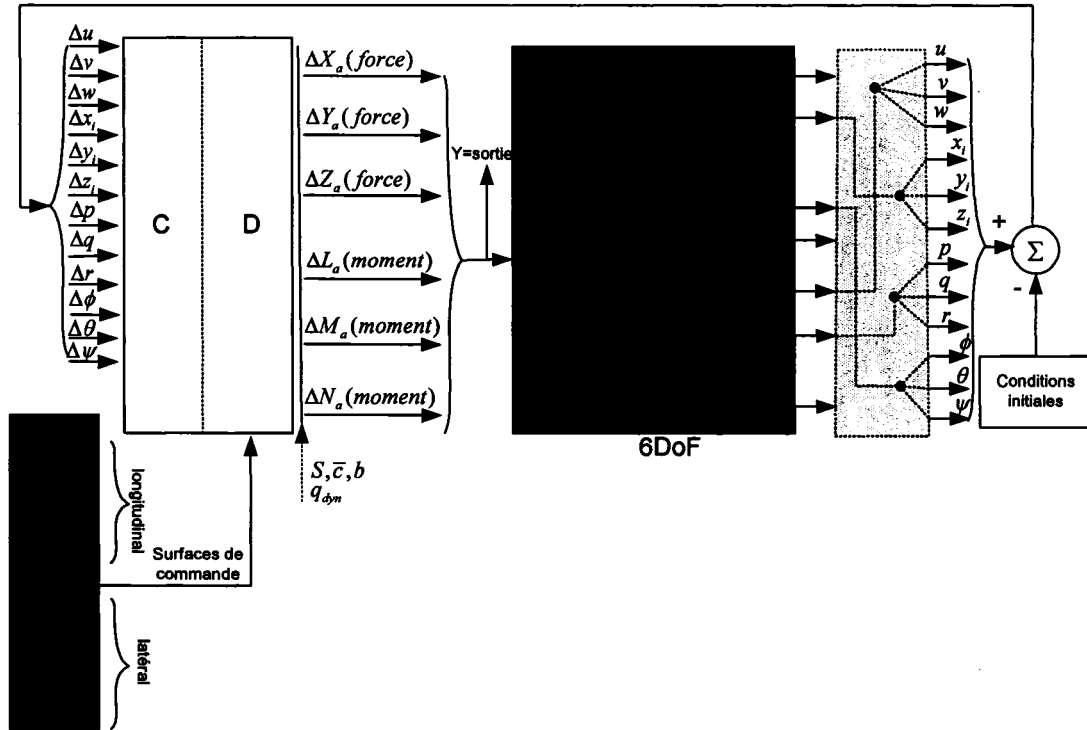 Δu
Δv
Δw
Δx_i
Δy_i
Δz_i
Δp
Δq
Δr
Δϕ
Δθ
Δψ
C
D
ΔX_a(force)
ΔY_a(force)
ΔZ_a(force)
ΔL_a(moment)
ΔM_a(moment)
ΔN_a(moment)
S, c̅, b
q_dyn
Y=sortie
6DoF
u
v
w
x_i
y_i
z_i
p
q
r
ϕ
θ
ψ
+
Σ
-
Conditions
initiales
longitudinal
latéral
Surfaces de
commande